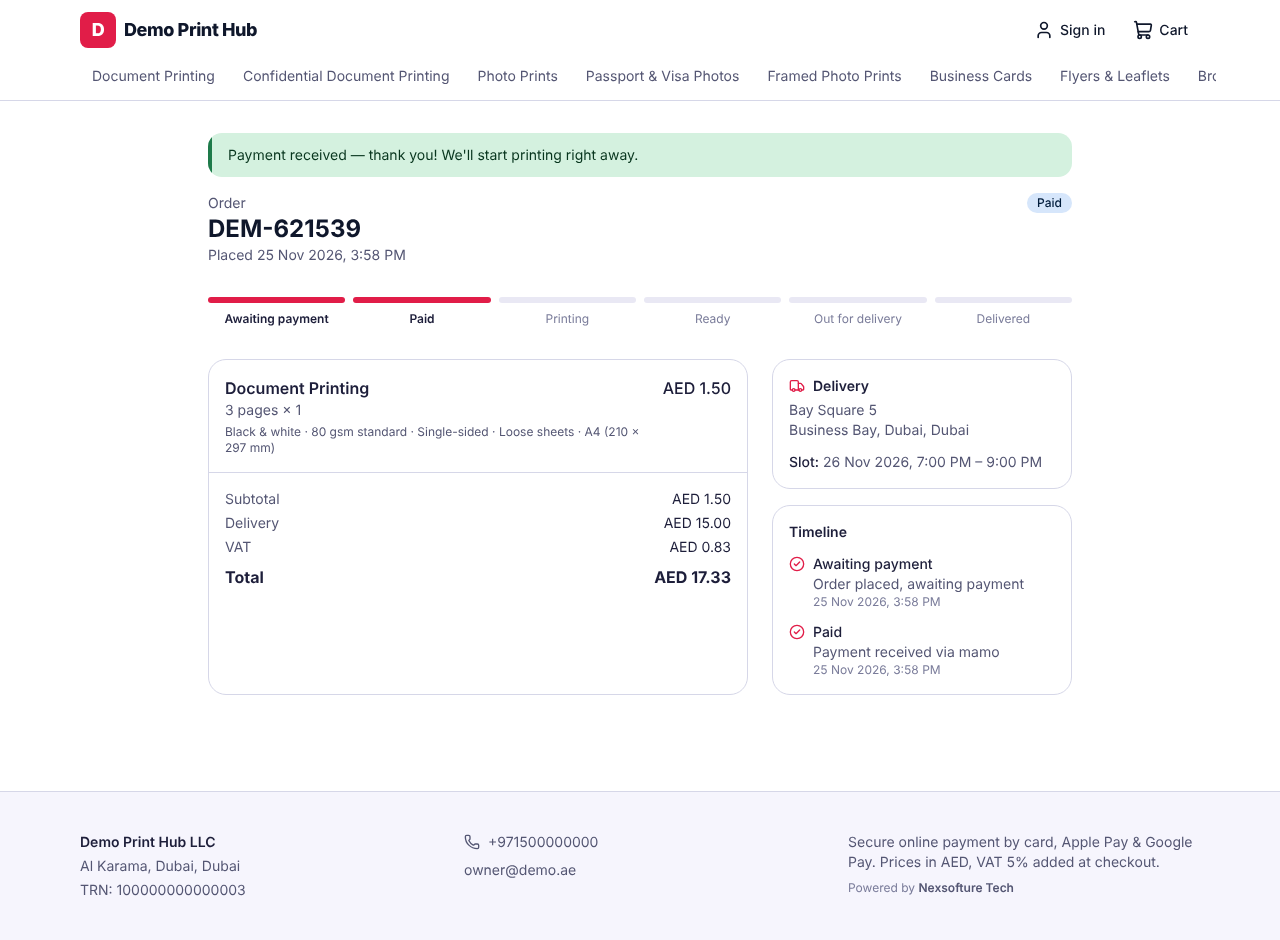 D Demo Print Hub
Sign in
Cart
Document Printing
Confidential Document Printing
Photo Prints
Passport & Visa Photos
Framed Photo Prints
Business Cards
Flyers & Leaflets
Payment received — thank you! We'll start printing right away.
Order
Paid
DEM-621539
Placed 25 Nov 2026, 3:58 PM
Awaiting payment
Paid
Printing
Ready
Out for delivery
Delivered
Document Printing AED 1.50
3 pages × 1
Black & white · 80 gsm standard · Single-sided · Loose sheets · A4 (210 ×
297 mm)
Subtotal AED 1.50
Delivery AED 15.00
VAT AED 0.83
Total AED 17.33
Delivery
Bay Square 5
Business Bay, Dubai, Dubai
Slot: 26 Nov 2026, 7:00 PM – 9:00 PM
Timeline
Awaiting payment
Order placed, awaiting payment
25 Nov 2026, 3:58 PM
Paid
Payment received via mamo
25 Nov 2026, 3:58 PM
Demo Print Hub LLC
Al Karama, Dubai, Dubai
TRN: 100000000000003
+971500000000
owner@demo.ae
Secure online payment by card, Apple Pay & Google
Pay. Prices in AED, VAT 5% added at checkout.
Powered by Nexsofture Tech